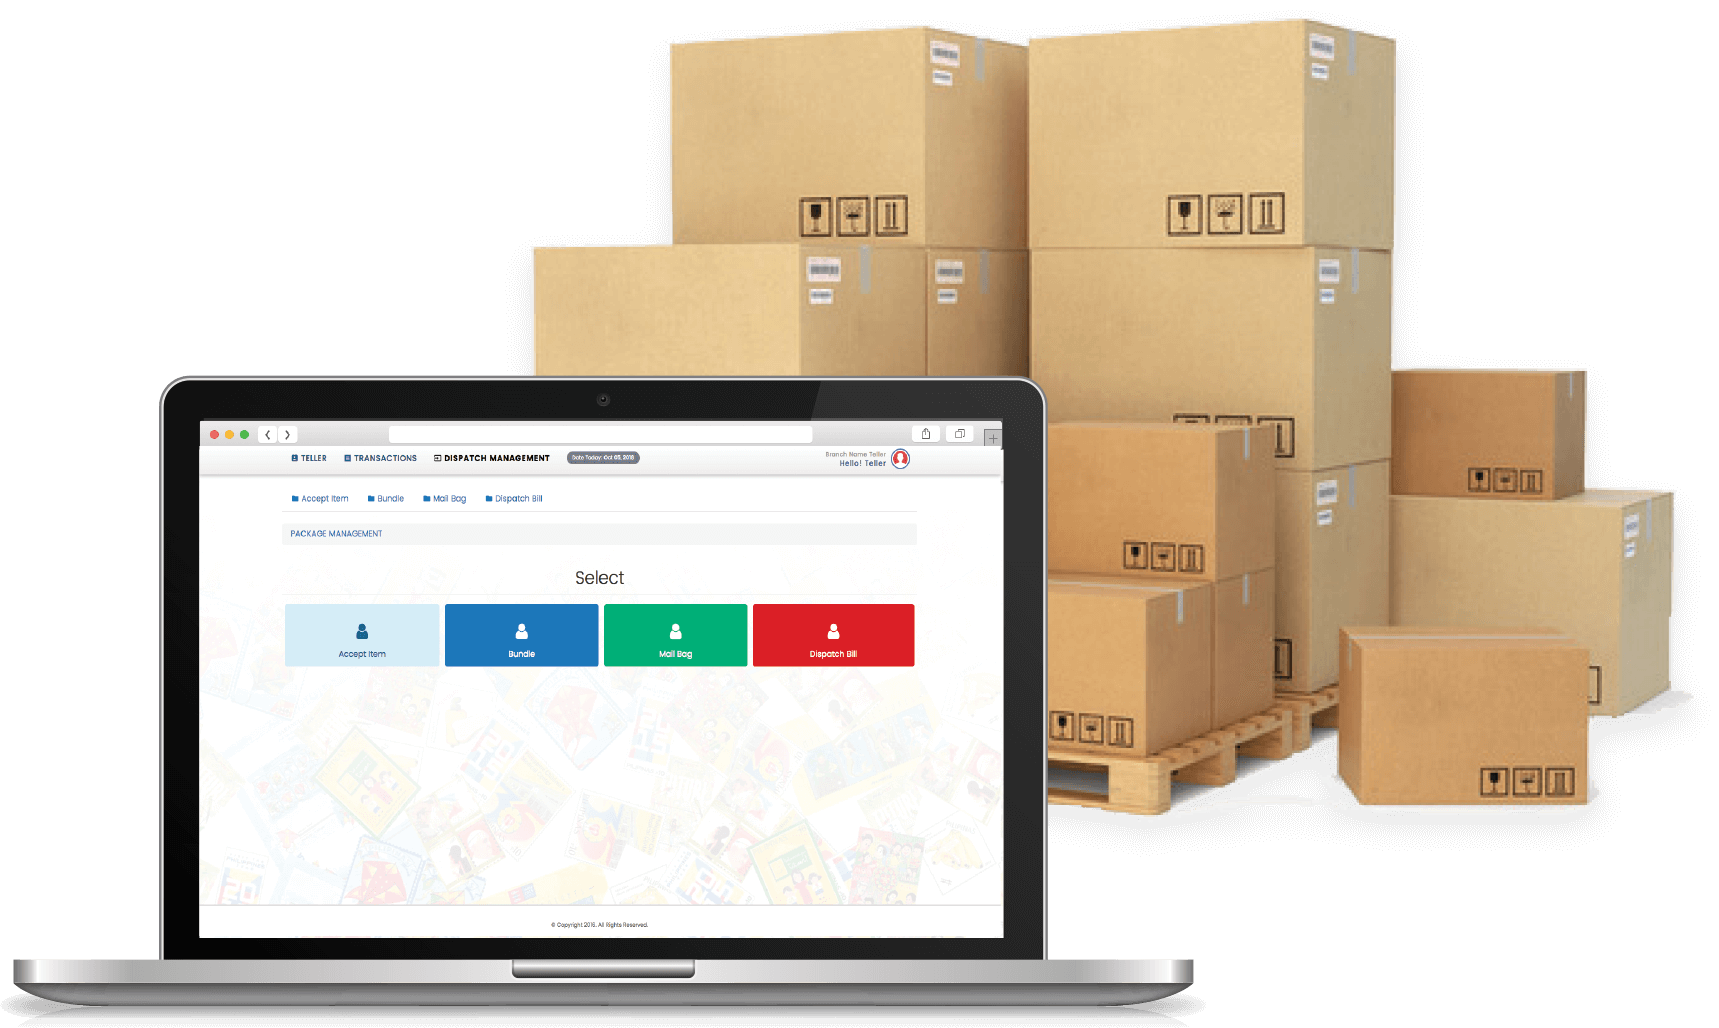 TELLER TRANSACTIONS DISPATCH MANAGEMENT Date Today: Oct 05, 2016 Branch Name Teller
Hello! Teller
Accept Item Bundle Mail Bag Dispatch Bill
PACKAGE MANAGEMENT
Select
Accept Item Bundle Mail Bag Dispatch Bill
© Copyright 2016. All Rights Reserved.